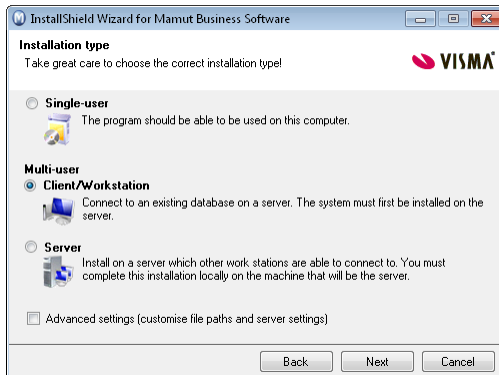 InstallShield Wizard for Mamut Business Software
Installation type
Take great care to choose the correct installation type!
VISMA
Single-user
The program should be able to be used on this computer.
Multi-user
Client/Workstation
Connect to an existing database on a server. The system must first be installed on the
server.
Server
Install on a server which other work stations are able to connect to. You must
complete this installation locally on the machine that will be the server.
Advanced settings (customise file paths and server settings)
Back Next Cancel